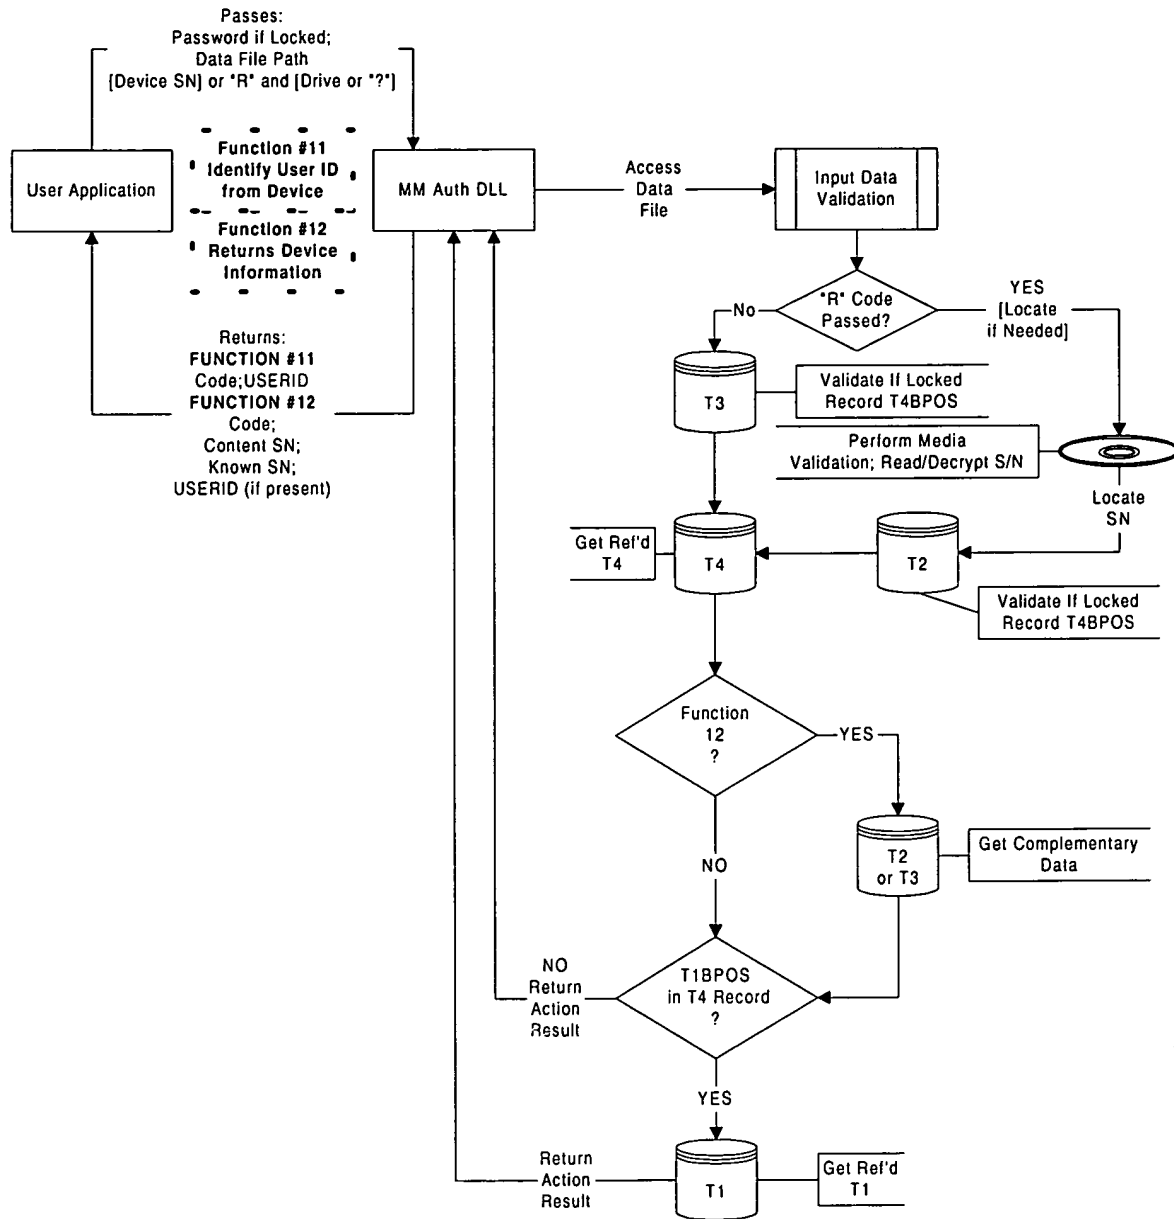 Passes:
Password if Locked;
Data File Path
[Device SN] or "R" and [Drive or "?"]
Function #11
Identify User ID
from Device
User Application
MM Auth DLL
Function #12
Returns Device
Information
Access
Data
File
Input Data
Validation
"R" Code
Passed?
No
YES
[Locate
if Needed]
Returns:
FUNCTION #11
Code;USERID
FUNCTION #12
Code;
Content SN;
Known SN;
USERID (if present)
T3
Validate If Locked
Record T4BPOS
Perform Media
Validation; Read/Decrypt S/N
Locate
SN
Get Ref'd
T4
T4
T2
Validate If Locked
Record T4BPOS
Function
12
?
YES
NO
T2
or T3
Get Complementary
Data
T1BPOS
in T4 Record
?
NO
Return
Action
Result
YES
Return
Action
Result
T1
Get Ref'd
T1